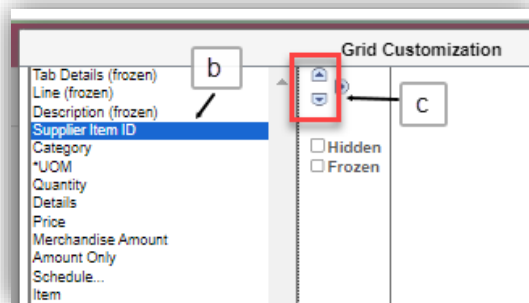 Grid Customization
Tab Details (frozen)
Line (frozen)
Description (frozen)
Supplier Item ID
Category
*UOM
Quantity
Details
Price
Merchandise Amount
Amount Only
Schedule...
Item
b
c
Hidden
Frozen